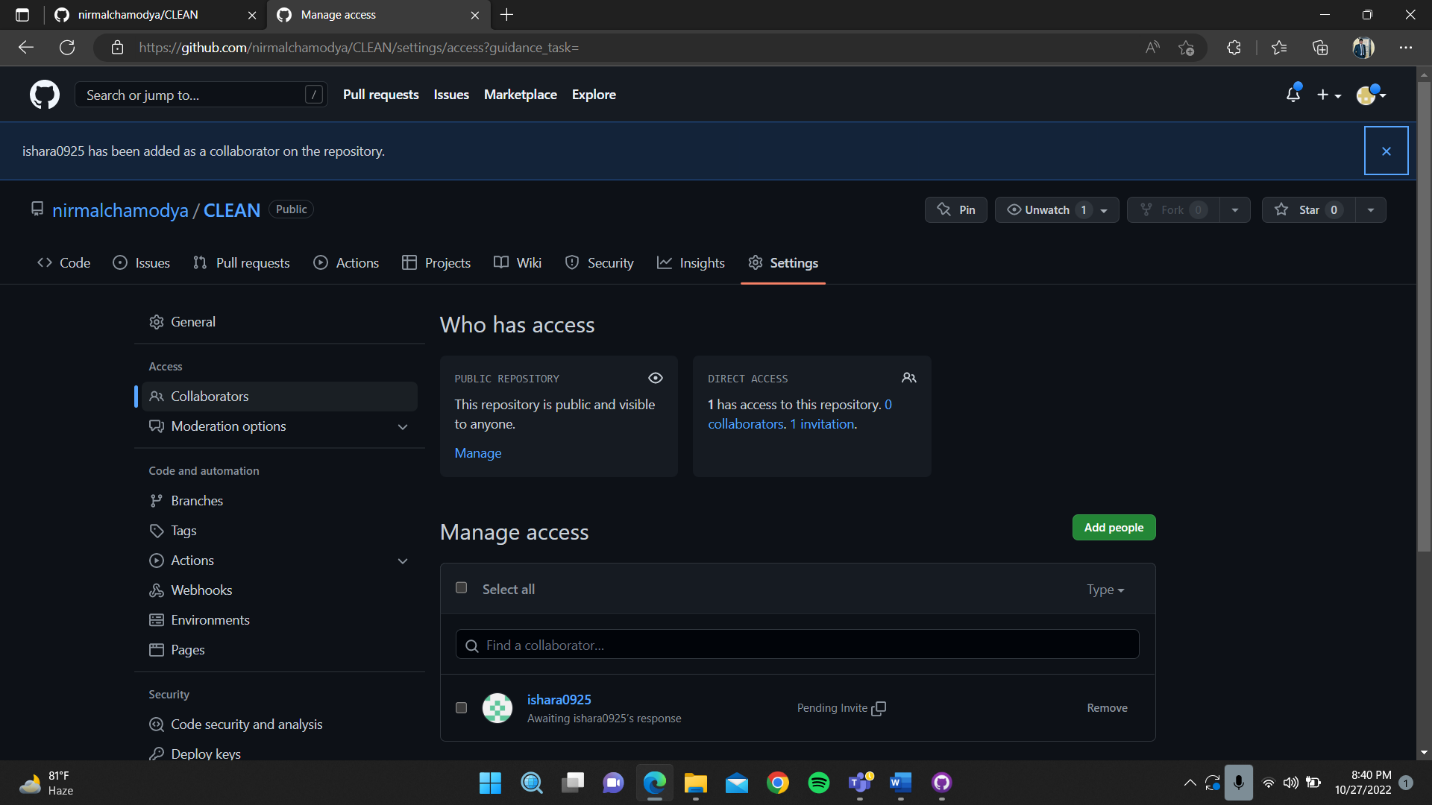 nirmalchamodya/CLEAN
Manage access
https://github.com/nirmalchamodya/CLEAN/settings/access?guidance_task=
Search or jump to...
/
Pull requests Issues Marketplace Explore
ishara0925 has been added as a collaborator on the repository.
nirmalchamodya / CLEAN Public
Pin Unwatch 1 Fork 0 Star 0
Code Issues Pull requests Actions Projects Wiki Security Insights Settings
General
Access
Collaborators
Moderation options
Code and automation
Branches
Tags
Actions
Webhooks
Environments
Pages
Security
Code security and analysis
Deploy keys
Who has access
PUBLIC REPOSITORY
This repository is public and visible
to anyone.
Manage
DIRECT ACCESS
1 has access to this repository. 0
collaborators. 1 invitation.
Manage access
Add people
Select all Type
Find a collaborator...
ishara0925
Awaiting ishara0925's response
Pending Invite
Remove
81°F
Haze
8:40 PM
10/27/2022
1